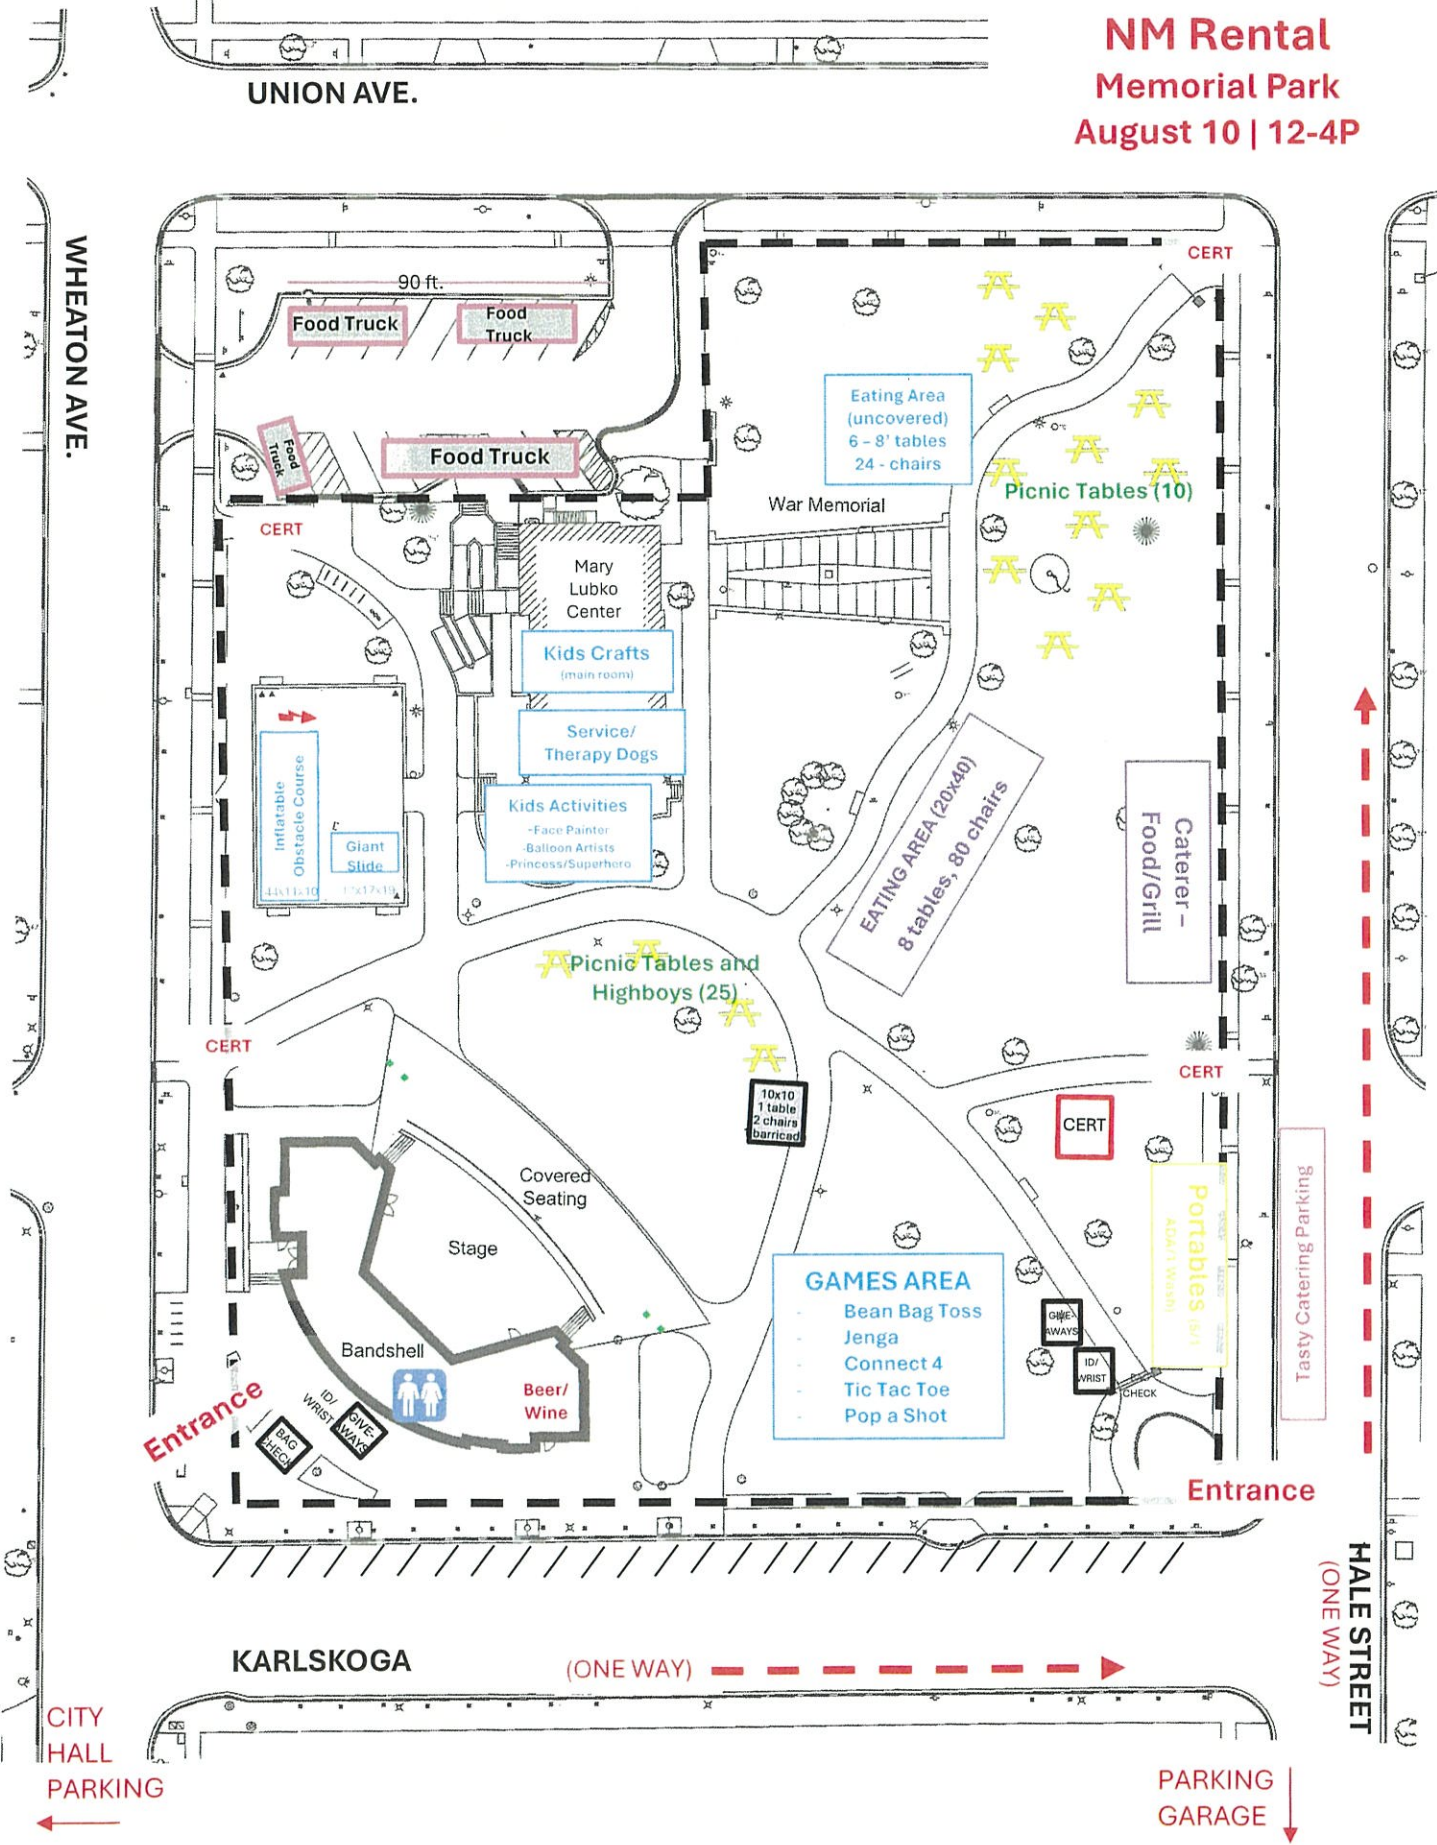 NM Rental
Memorial Park
August 10 | 12-4P
UNION AVE.
WHEATON AVE.
CERT
90 ft.
Food Truck
Food
Truck
Food
Truck
Food Truck
Eating Area
(uncovered)
6 – 8' tables
24 - chairs
Picnic Tables (10)
War Memorial
CERT
Mary
Lubko
Center
Kids Crafts
(main room)
Service/
Therapy Dogs
Kids Activities
-Face Painter
-Balloon Artists
-Princess/Superhero
Inflatable
Obstacle Course
Giant
Slide
EATING AREA (20x40)
8 tables, 80 chairs
Caterer –
Food/Grill
Picnic Tables and
Highboys (25)
CERT
CERT
10x10
1 table
2 chairs
barricad
CERT
Covered
Seating
Stage
Portables
Tasty Catering Parking
GAMES AREA
- Bean Bag Toss
- Jenga
- Connect 4
- Tic Tac Toe
- Pop a Shot
GIVE-
AWAYS
ID/
WRIST
CHECK
Bandshell
Beer/
Wine
Entrance
ID/
WRIST
BAG
CHECK
GIVE-
WAYS
Entrance
HALE STREET
(ONE WAY)
KARLSKOGA
(ONE WAY)
CITY
HALL
PARKING
PARKING
GARAGE